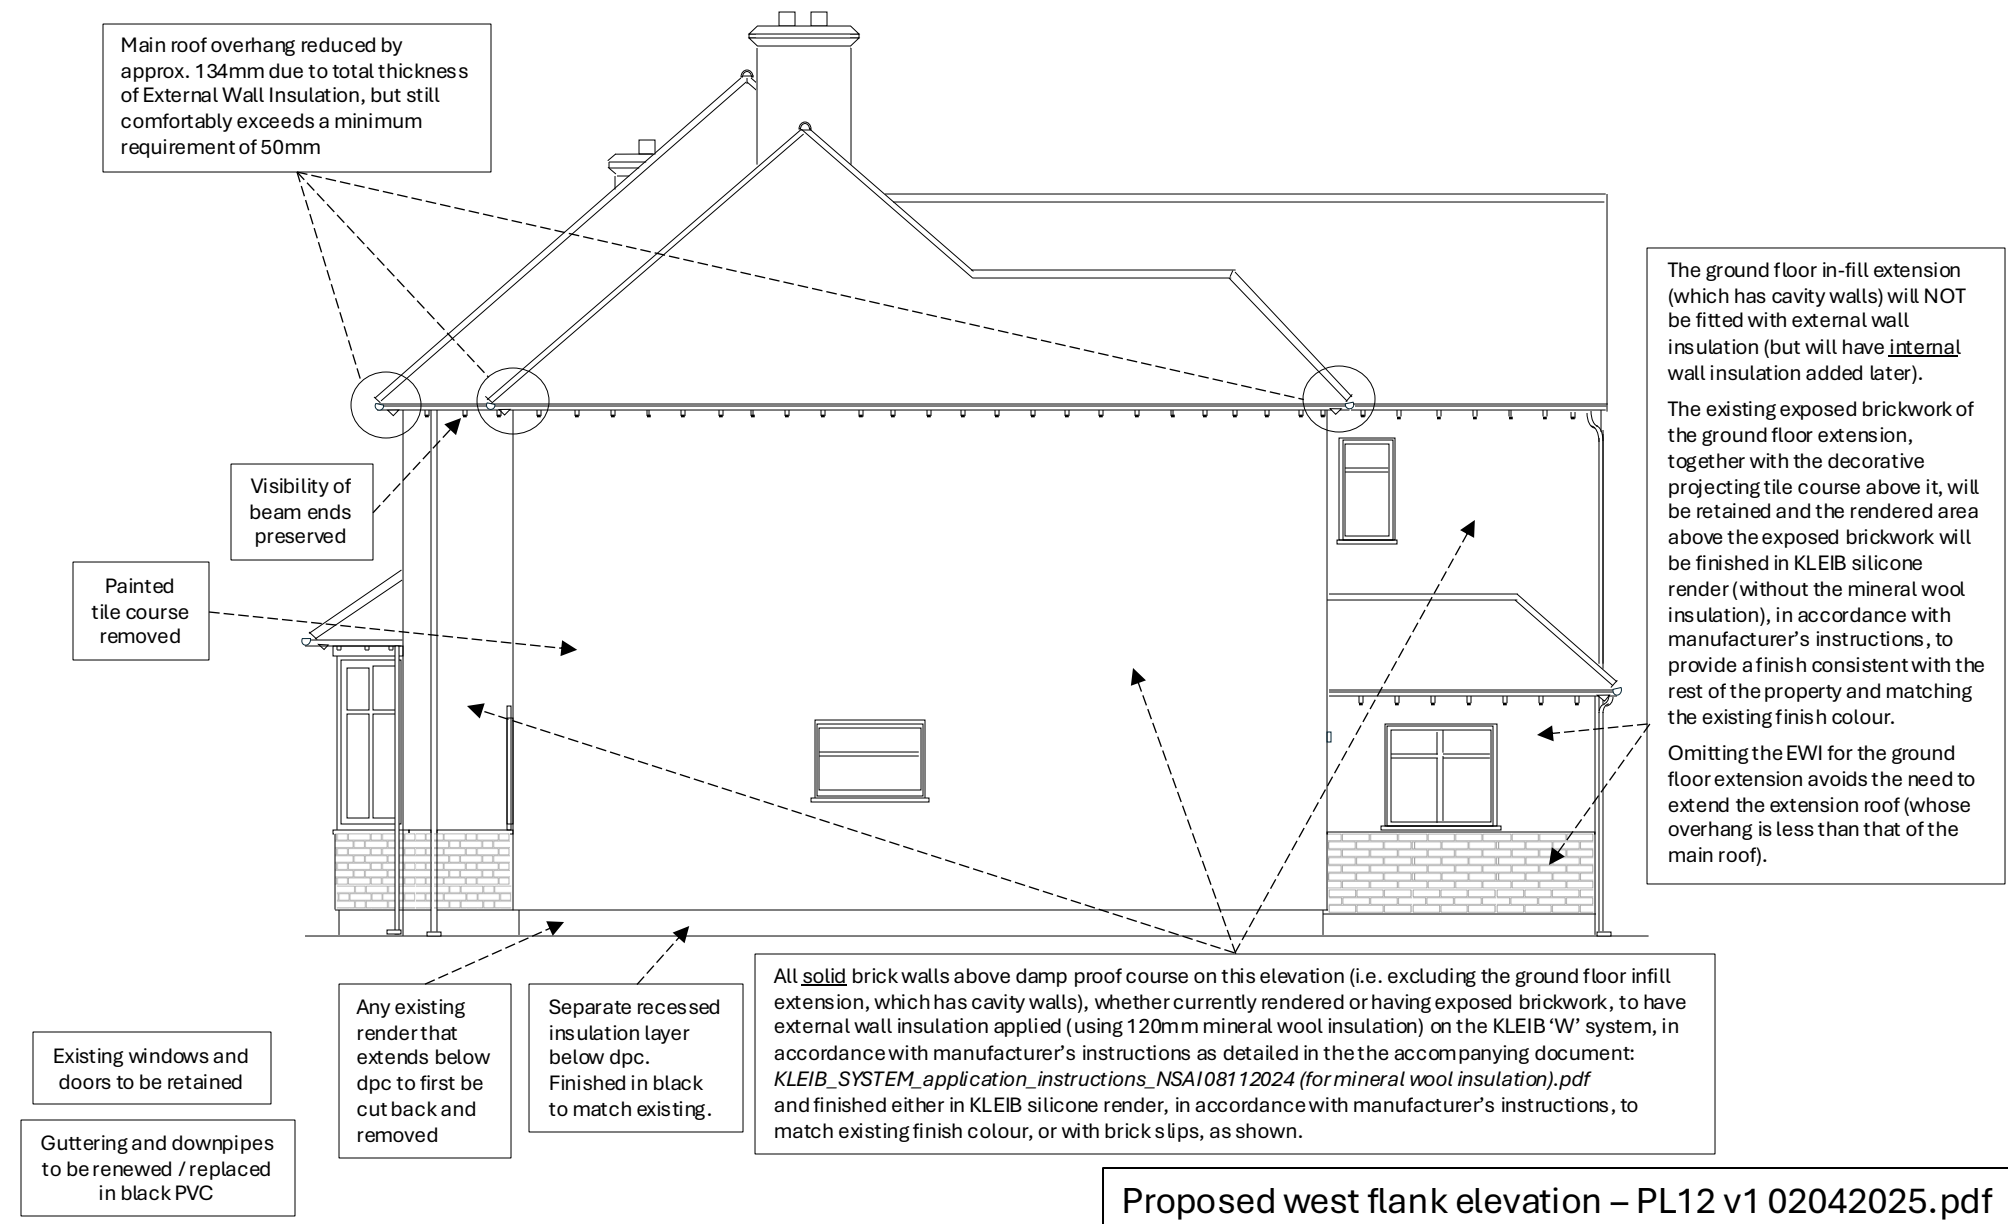 Main roof overhang reduced by
approx. 134mm due to total thickness
of External Wall Insulation, but still
comfortably exceeds a minimum
requirement of 50mm
The ground floor in-fill extension
(which has cavity walls) will NOT
be fitted with external wall
insulation (but will have internal
wall insulation added later).
The existing exposed brickwork of
the ground floor extension,
together with the decorative
projecting tile course above it, will
be retained and the rendered area
above the exposed brickwork will
be finished in KLEIB silicone
render (without the mineral wool
insulation), in accordance with
manufacturer's instructions, to
provide a finish consistent with the
rest of the property and matching
the existing finish colour.
Omitting the EWI for the ground
floor extension avoids the need to
extend the extension roof (whose
overhang is less than that of the
main roof).
Visibility of
beam ends
preserved
Painted
tile course
removed
Any existing
render that
extends below
dpc to first be
cut back and
removed
Separate recessed
insulation layer
below dpc.
Finished in black
to match existing.
All solid brick walls above damp proof course on this elevation (i.e. excluding the ground floor infill
extension, which has cavity walls), whether currently rendered or having exposed brickwork, to have
external wall insulation applied (using 120mm mineral wool insulation) on the KLEIB 'W' system, in
accordance with manufacturer's instructions as detailed in the the accompanying document:
KLEIB_SYSTEM_application_instructions_NSAI08112024 (for mineral wool insulation).pdf
and finished either in KLEIB silicone render, in accordance with manufacturer's instructions, to
match existing finish colour, or with brick slips, as shown.
Existing windows and
doors to be retained
Guttering and downpipes
to be renewed / replaced
in black PVC
Proposed west flank elevation – PL12 v1 02042025.pdf